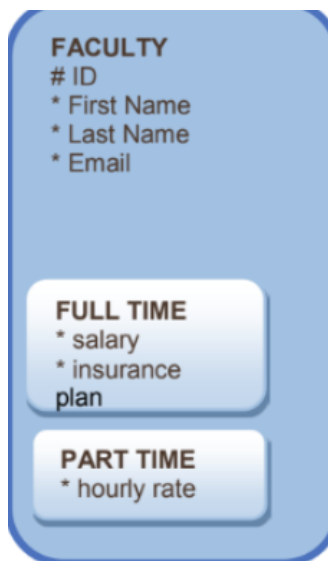 FACULTY
# ID
* First Name
* Last Name
* Email
FULL TIME
* salary
* insurance
plan
PART TIME
* hourly rate